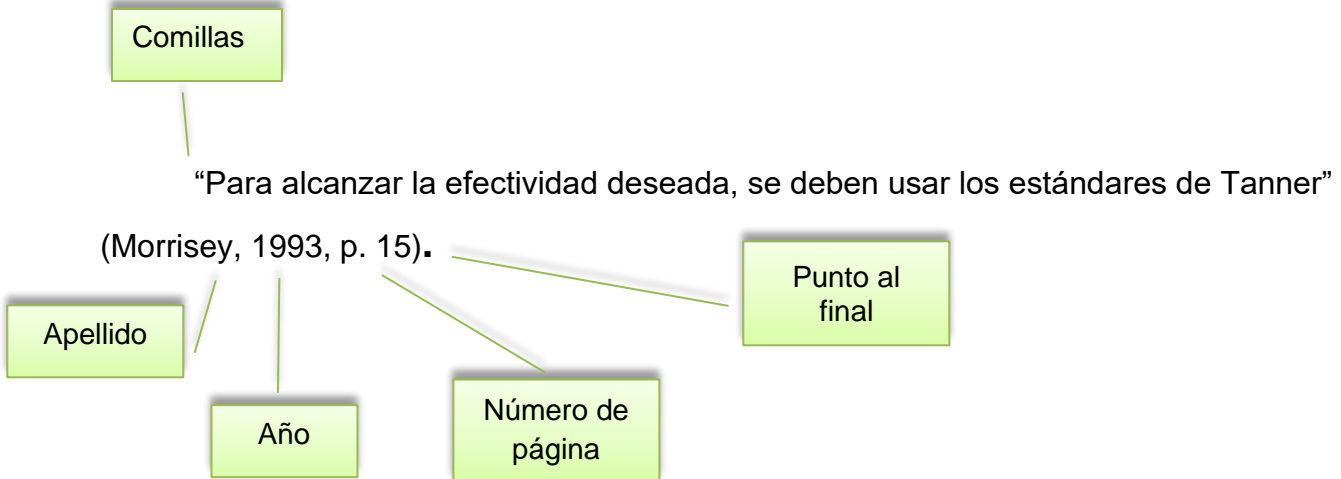 Comillas
“Para alcanzar la efectividad deseada, se deben usar los estándares de Tanner”
(Morrisey, 1993, p. 15).
Punto al
final
Apellido
Año
Número de
página